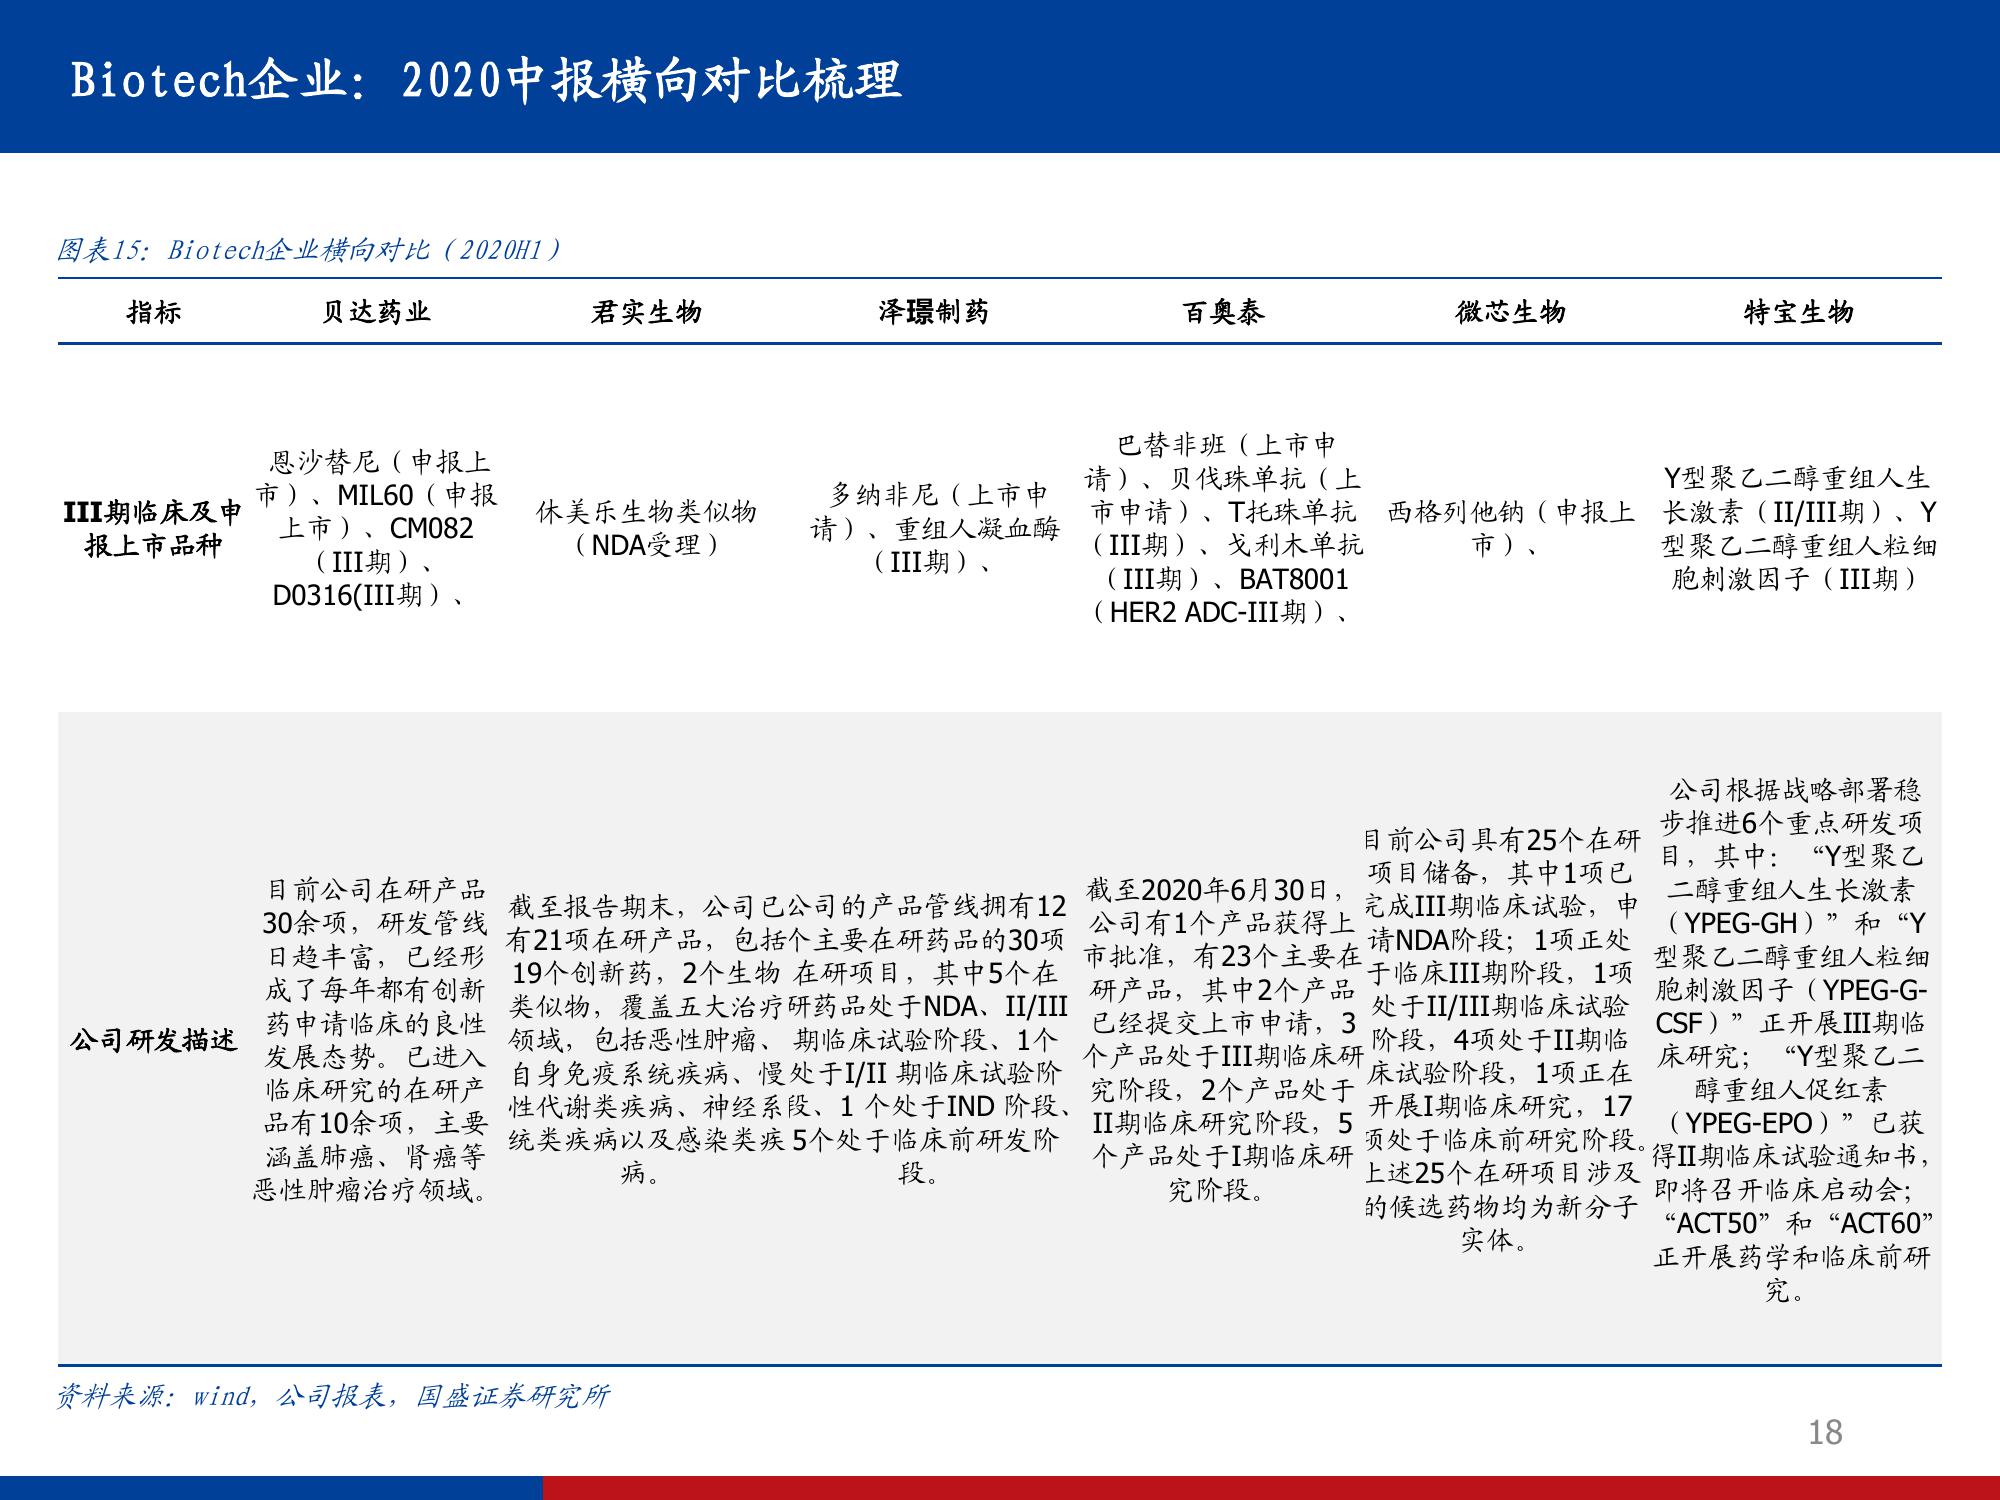 Biotech企业：2020中报横向对比梳理
图表15：Biotech企业横向对比（2020H1）
指标
贝达药业
君实生物
泽璟制药
百奥泰
微芯生物
特宝生物
III期临床及申
报上市品种
恩沙替尼（申报上
市）、MIL60（申报
上市）、CM082
（III期）、
D0316(III期）、
休美乐生物类似物
（NDA受理）
多纳非尼（上市申
请）、重组人凝血酶
（III期）、
巴替非班（上市申
请）、贝伐珠单抗（上
市申请）、T托珠单抗
（III期）、戈利木单抗
（III期）、BAT8001
（HER2 ADC-III期）、
西格列他钠（申报上
市）、
Y型聚乙二醇重组人生
长激素（II/III期）、Y
型聚乙二醇重组人粒细
胞刺激因子（III期）
公司研发描述
目前公司在研产品
30余项，研发管线
日趋丰富，已经形
成了每年都有创新
药申请临床的良性
发展态势。已进入
临床研究的在研产
品有10余项，主要
涵盖肺癌、肾癌等
恶性肿瘤治疗领域。
截至报告期末，公司已
有21项在研产品，包括
19个创新药，2个生物
类似物，覆盖五大治疗
领域，包括恶性肿瘤、
自身免疫系统疾病、慢
性代谢类疾病、神经系
统类疾病以及感染类疾
病。
公司的产品管线拥有12
个主要在研药品的30项
在研项目，其中5个在
研药品处于NDA、II/III
期临床试验阶段、1个
处于I/II 期临床试验阶
段、1 个处于IND 阶段、
5个处于临床前研发阶
段。
截至2020年6月30日，
公司有1个产品获得上
市批准，有23个主要在
研产品，其中2个产品
已经提交上市申请，3
个产品处于III期临床研
究阶段，2个产品处于
II期临床研究阶段，5
个产品处于I期临床研
究阶段。
目前公司具有25个在研
项目储备，其中1项已
完成III期临床试验，申
请NDA阶段；1项正处
于临床III期阶段，1项
处于II/III期临床试验
阶段，4项处于II期临
床试验阶段，1项正在
开展I期临床研究，17
项处于临床前研究阶段。
上述25个在研项目涉及
的候选药物均为新分子
实体。
公司根据战略部署稳
步推进6个重点研发项
目，其中：“Y型聚乙
二醇重组人生长激素
（YPEG-GH）”和“Y
型聚乙二醇重组人粒细
胞刺激因子（YPEG-G-
CSF）”正开展III期临
床研究；“Y型聚乙二
醇重组人促红素
（YPEG-EPO）”已获
得II期临床试验通知书，
即将召开临床启动会；
“ACT50”和“ACT60”
正开展药学和临床前研
究。
资料来源：wind，公司报表，国盛证券研究所
18